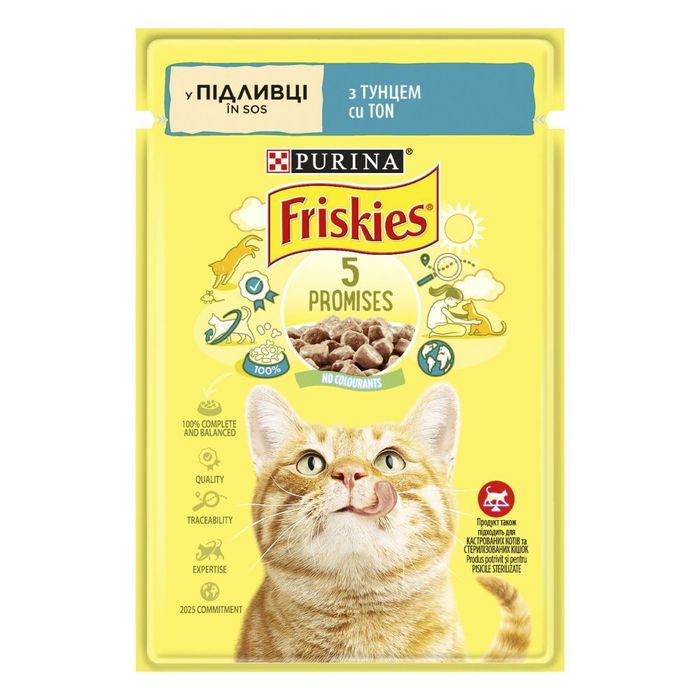 у ПІДЛИВЦІ
ÎN SOS
з ТУНЦЕМ
cu TON
PURINA®
Friskies®
5
PROMISES
100%
NO COLOURANTS
100% COMPLETE
AND BALANCED
QUALITY
TRACEABILITY
EXPERTISE
2025 COMMITMENT
Продукт також
підходить для
КАСТРОВАНИХ КОТІВ та
СТЕРИЛІЗОВАНИХ КІШОК
Produs potrivit și pentru
PISICILE STERILIZATE